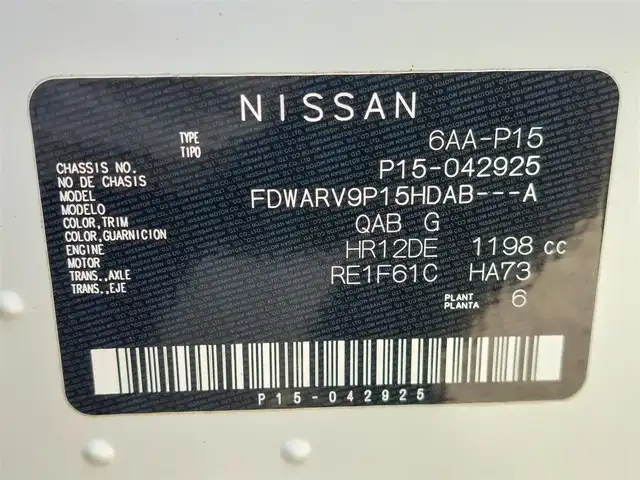 NISSAN
TYPE 6AA-P15
TIPO
CHASSIS NO. P15-042925
NO DE CHASSIS
MODEL FDWARV9P15HDAB---A
MODELO
COLOR,TRIM QAB G
COLOR,GUARNICION
ENGINE HR12DE 1198 cc
MOTOR
TRANS.,AXLE RE1F61C HA73
TRANS.,EJE
PLANT 6
PLANTA
P15-042925